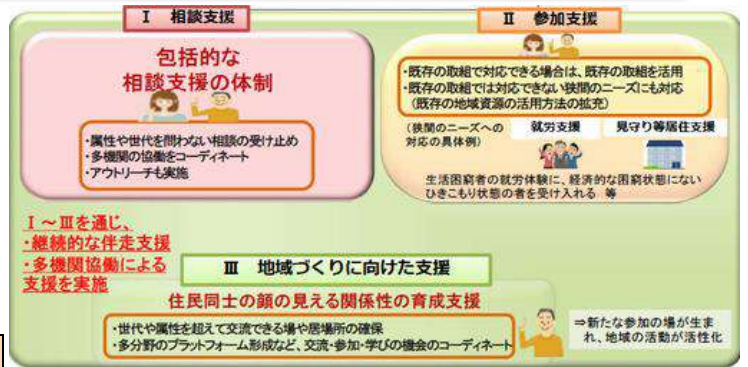 Ⅰ 相談支援
包括的な
相談支援の体制
・属性や世代を問わない相談の受け止め
・多機関の協働をコーディネート
・アウトリーチも実施
Ⅱ 参加支援
・既存の取組で対応できる場合は、既存の取組を活用
・既存の取組では対応できない狭間のニーズにも対応
(既存の地域資源の活用方法の拡充)
(狭間のニーズへの
対応の具体例)
就労支援
見守り等居住支援
生活困窮者の就労体験に、経済的な困窮状態にない
ひきこもり状態の者を受け入れる 等
Ⅰ～Ⅲを通じ、
・継続的な伴走支援
・多機関協働による
支援を実施
Ⅲ 地域づくりに向けた支援
住民同士の顔の見える関係性の育成支援
・世代や属性を超えて交流できる場や居場所の確保
・多分野のプラットフォーム形成など、交流・参加・学びの機会のコーディネート
⇒新たな参加の場が生ま
れ、地域の活動が活性化